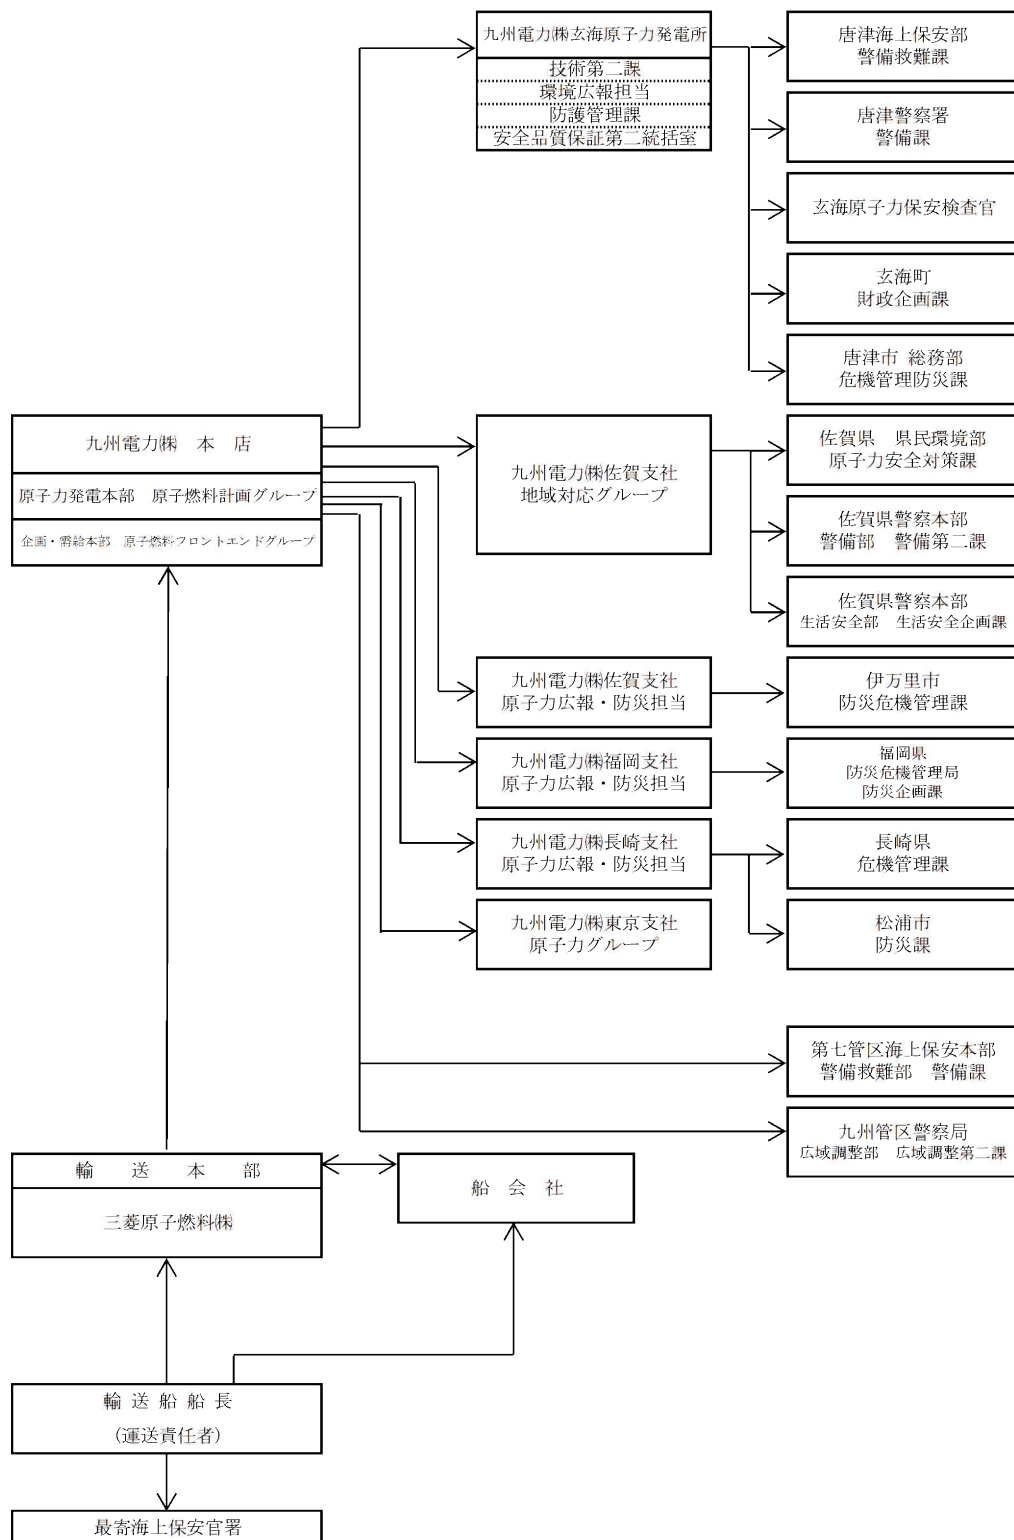 九州電力㈱玄海原子力発電所
技術第二課
環境広報担当
防護管理課
安全品質保証第二統括室
唐津海上保安部
警備救難課
唐津警察署
警備課
玄海原子力保安検査官
玄海町
財政企画課
唐津市 総務部
危機管理防災課
九州電力㈱ 本 店
原子力発電本部 原子燃料計画グループ
企画・需給本部 原子燃料フロントエンドグループ
九州電力㈱佐賀支社
地域対応グループ
佐賀県 県民環境部
原子力安全対策課
佐賀県警察本部
警備部 警備第二課
佐賀県警察本部
生活安全部 生活安全企画課
九州電力㈱佐賀支社
原子力広報・防災担当
伊万里市
防災危機管理課
九州電力㈱福岡支社
原子力広報・防災担当
福岡県
防災危機管理局
防災企画課
九州電力㈱長崎支社
原子力広報・防災担当
長崎県
危機管理課
九州電力㈱東京支社
原子力グループ
松浦市
防災課
第七管区海上保安本部
警備救難部 警備課
九州管区警察局
広域調整部 広域調整第二課
輸 送 本 部
三菱原子燃料㈱
船 会 社
輸 送 船 船 長
(運送責任者)
最寄海上保安官署